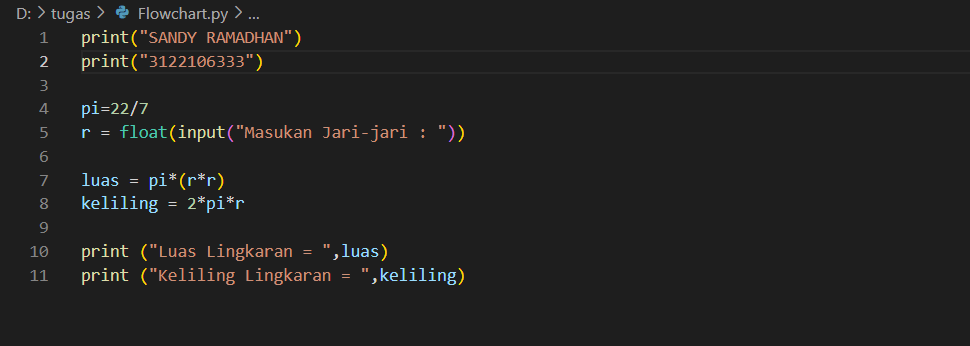 D: > tugas > Flowchart.py > ...
1 print("SANDY RAMADHAN")
2 print("3122106333")
3
4 pi=22/7
5 r = float(input("Masukan Jari-jari : "))
6
7 luas = pi*(r*r)
8 keliling = 2*pi*r
9
10 print ("Luas Lingkaran = ",luas)
11 print ("Keliling Lingkaran = ",keliling)